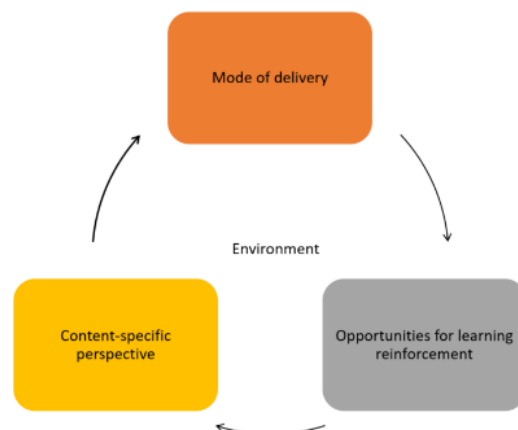 Mode of delivery
Environment
Content-specific
perspective
Opportunities for learning
reinforcement